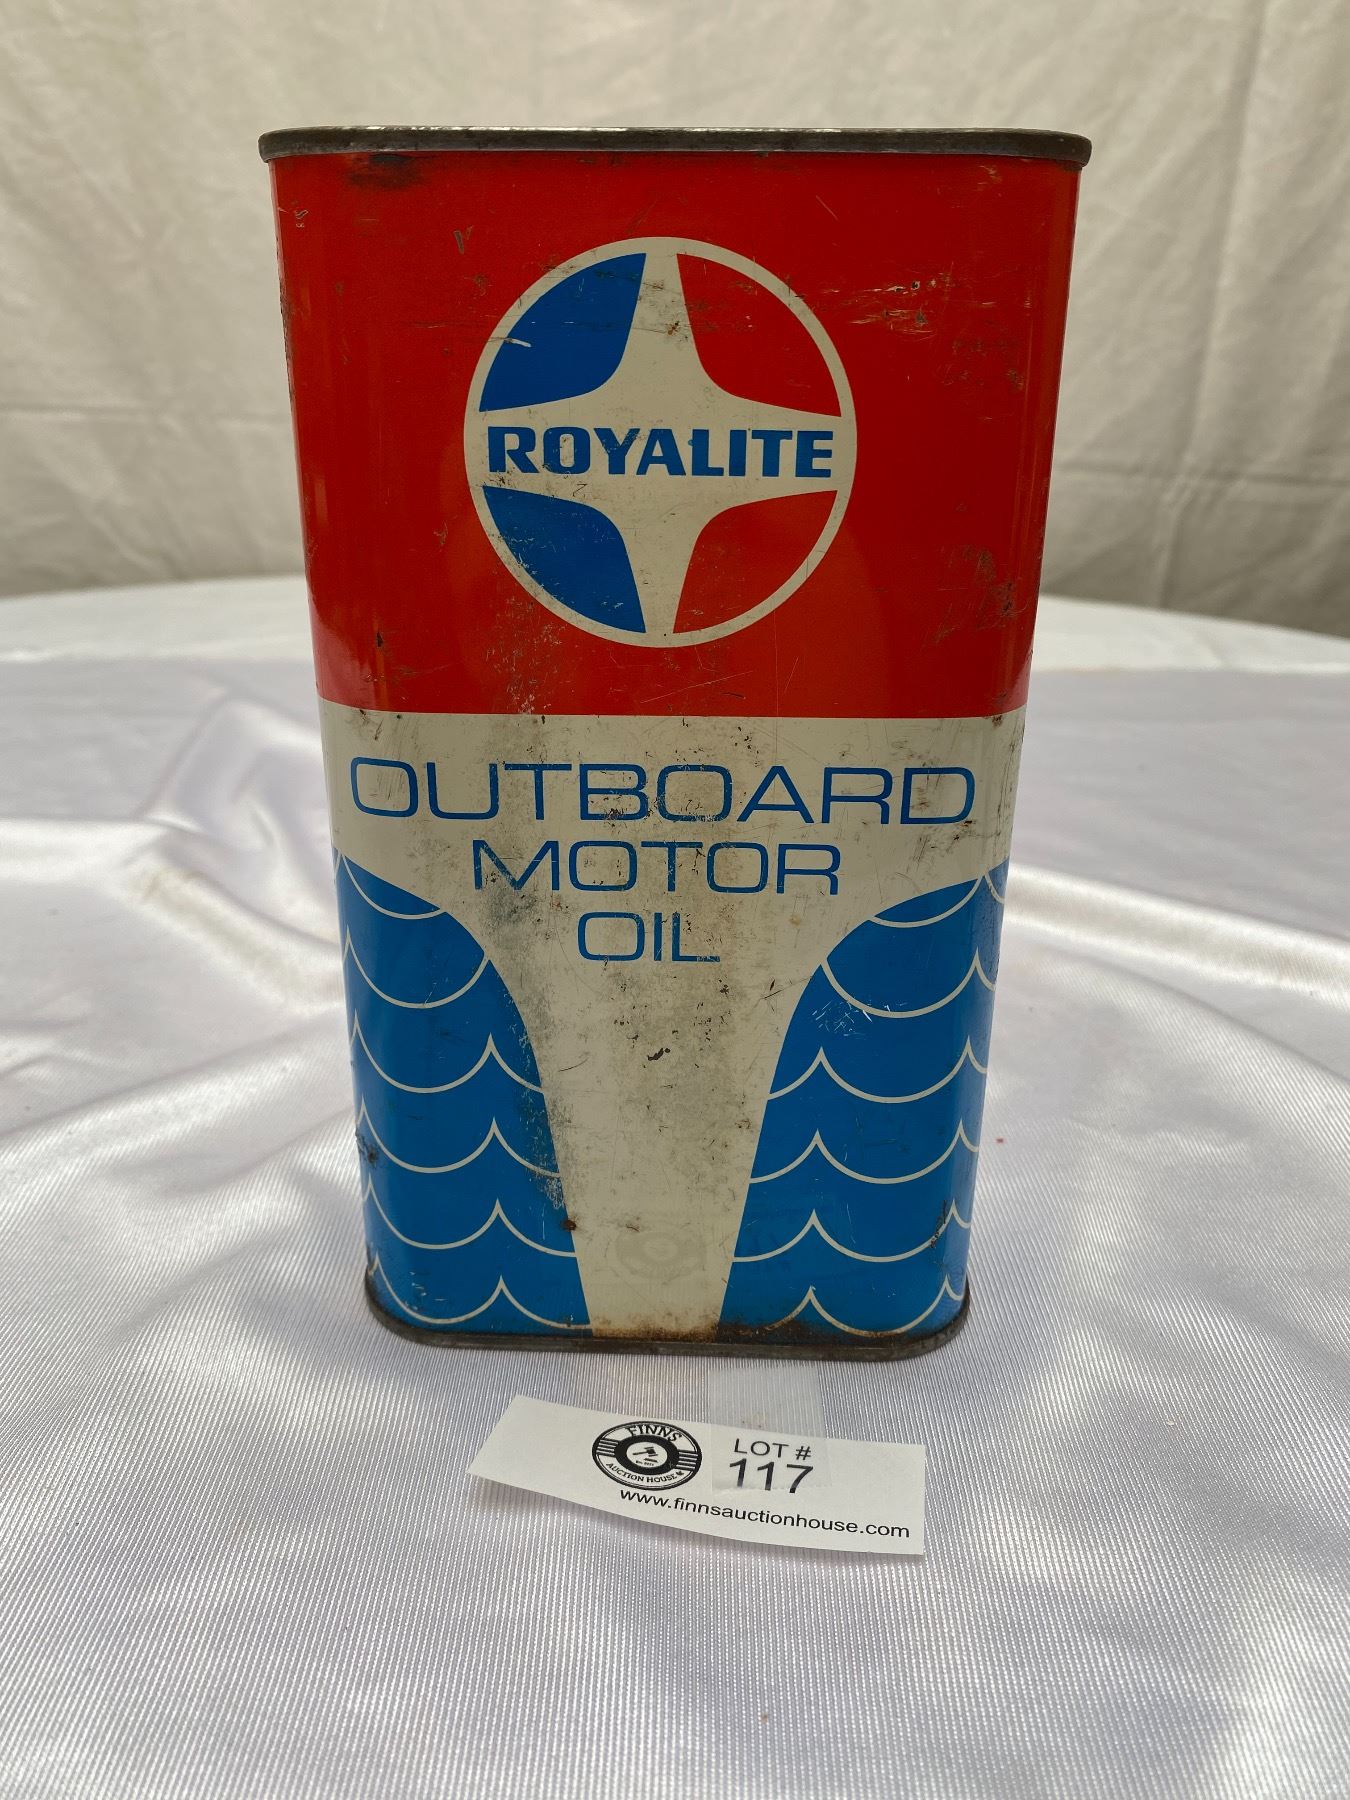 ROYALITE
OUTBOARD
MOTOR
OIL
FINNS
AUCTION HOUSE
LOT #
117
www.finnsauctionhouse.com